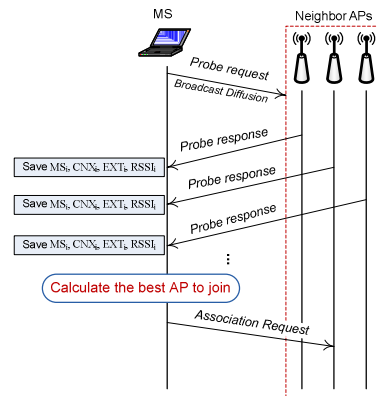 MS
Neighbor APs
Probe request
Broadcast Diffusion
Probe response
Save MSi, CNXi, EXTi, RSSIi
Probe response
Save MSi, CNXi, EXTi, RSSIi
Probe response
Save MSi, CNXi, EXTi, RSSIi
...
Calculate the best AP to join
Association Request